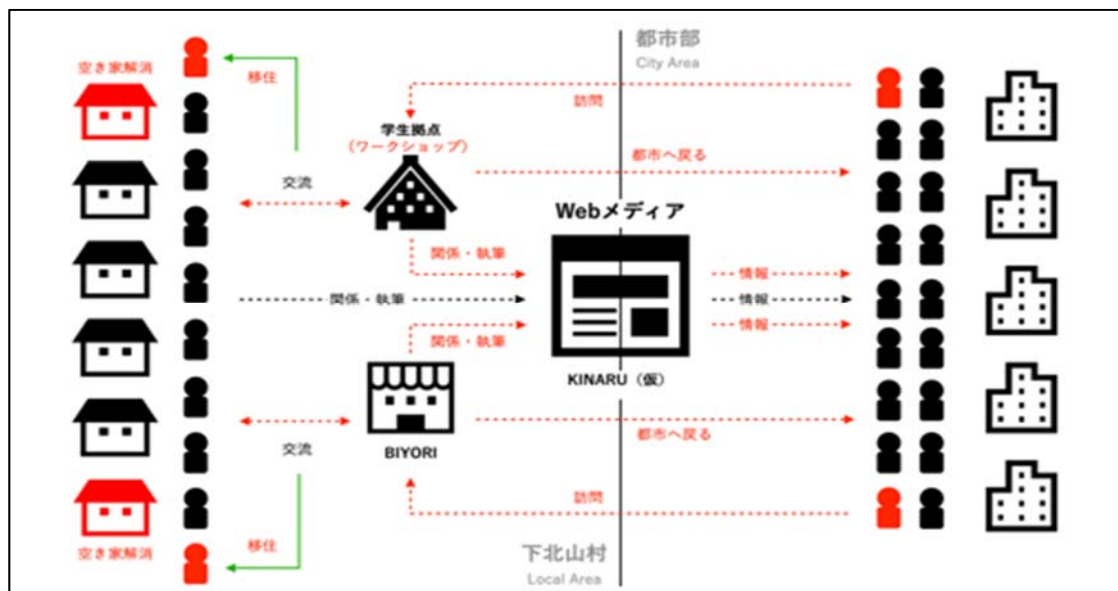 都市部
City Area
空き家解消
移住
訪問
学生拠点
（ワークショップ）
都市へ戻る
交流
Webメディア
関係・執筆
情報
関係・執筆
情報
関係・執筆
情報
KINARU（仮）
BIYORI
都市へ戻る
交流
訪問
移住
空き家解消
下北山村
Local Area